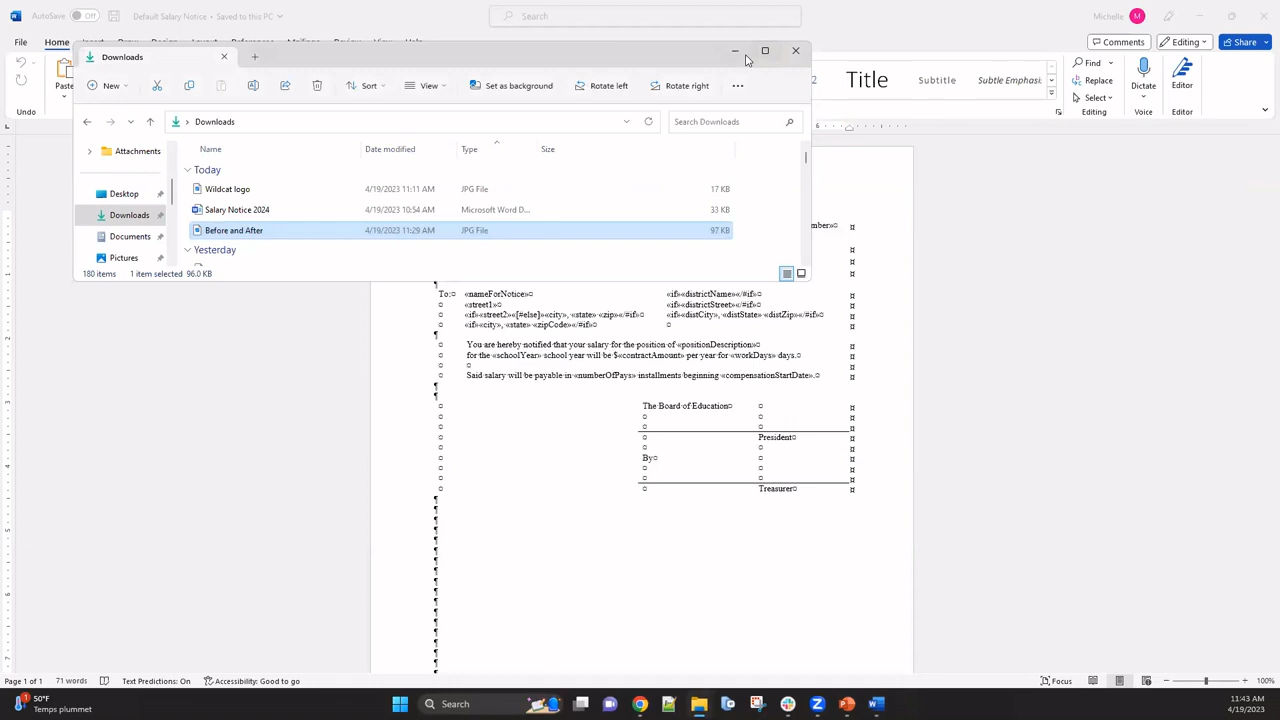 AutoSave Off Default Salary Notice • Saved to this PC Search Michelle M
File Home Comments Editing Share
Downloads
Paste Title Subtitle Subtle Emphasi... Find Replace Select Dictate Editor
Undo Editing Voice Editor
New Sort View Set as background Rotate left Rotate right
Downloads Search Downloads
Attachments
Desktop
Downloads
Documents
Pictures
Name Date modified Type Size
Today
Wildcat logo 4/19/2023 11:11 AM JPG File 17 KB
Salary Notice 2024 4/19/2023 10:54 AM Microsoft Word D... 33 KB
Before and After 4/19/2023 11:29 AM JPG File 97 KB
Yesterday
180 items 1 item selected 96.0 KB
To: «nameForNotice» «if»«districtName»«/#if»
«street1» «if»«districtStreet»«/#if»
«if»«street2»«[#else]«city», «state» «zip»«/#if» «if»«distCity», «distState» «distZip»«/#if»
«if»«city», «state» «zipCode»«/#if»
You are hereby notified that your salary for the position of «positionDescription»
for the «schoolYear» school year will be $«contractAmount» per year for «workDays» days.
Said salary will be payable in «numberOfPays» installments beginning «compensationStartDate».
The Board of Education
President
By
Treasurer
Page 1 of 1 71 words Text Predictions: On Accessibility: Good to go Focus 100%
50°F
Temps plummet
Search
11:43 AM
4/19/2023